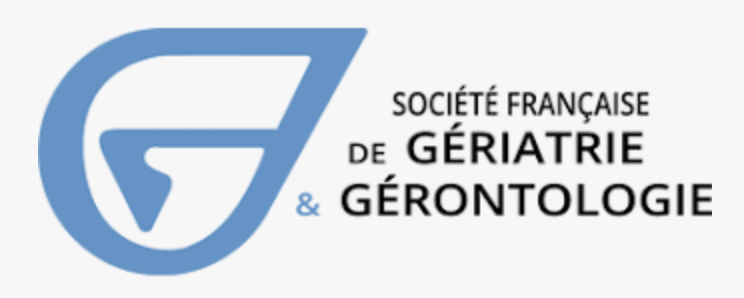 SOCIÉTÉ FRANÇAISE
DE GÉRIATRIE
& GÉRONTOLOGIE